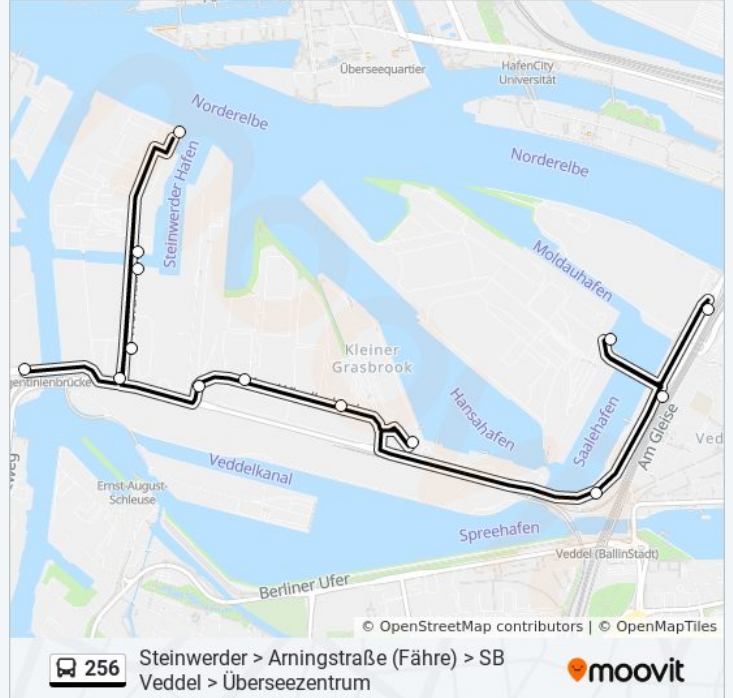 Überseequartier
HafenCity
Universität
Norderelbe
Norderelbe
Steinwerder Hafen
Moldauhafen
Kleiner
Grasbrook
Hansahafen
Saalehafen
Am Gleise
Ved
Veddelkanal
Ernst-August-
Schleuse
Spreehafen
Veddel (BallinStadt)
Berliner Ufer
© OpenStreetMap contributors | © OpenMapTiles
256
Steinwerder > Arningstraße (Fähre) > SB
Veddel > Überseezentrum
moovit